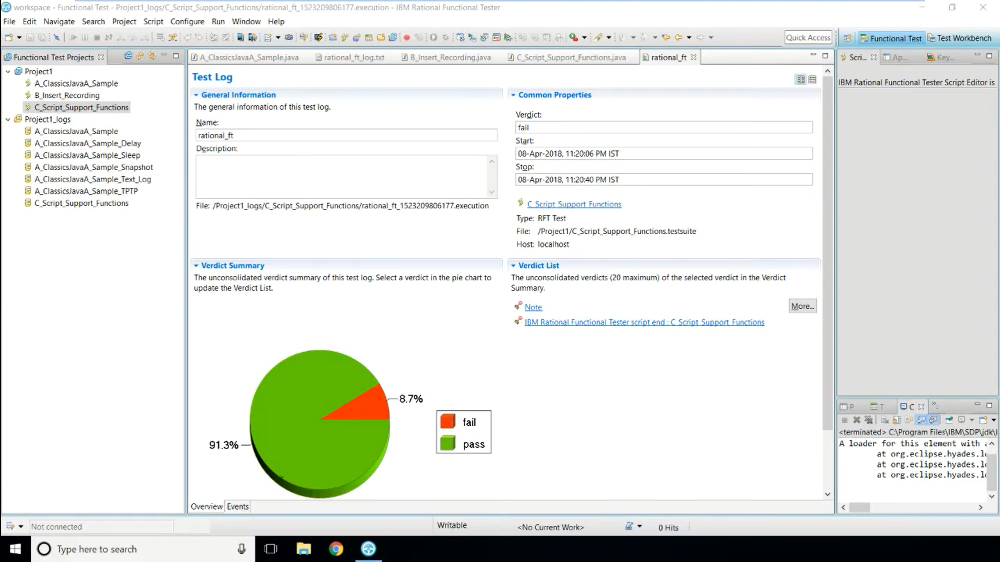 workspace - Functional Test - Project1_logs/C_Script_Support_Functions/rational_ft_1523209806177.execution - IBM Rational Functional Tester
File Edit Navigate Search Project Script Configure Run Window Help
Quick Access
Functional Test
Test Workbench
Functional Test Projects
Project1
A_ClassicsJavaA_Sample
B_Insert_Recording
C_Script_Support_Functions
Project1_logs
A_ClassicsJavaA_Sample
A_ClassicsJavaA_Sample_Delay
A_ClassicsJavaA_Sample_Sleep
A_ClassicsJavaA_Sample_Snapshot
A_ClassicsJavaA_Sample_Text_Log
A_ClassicsJavaA_Sample_TPTP
C_Script_Support_Functions
A_ClassicsJavaA_Sample.java
rational_ft_log.txt
B_Insert_Recording.java
C_Script_Support_Functions.java
rational_ft
Test Log
General Information
The general information of this test log.
Name:
rational_ft
Description:
File: /Project1_logs/C_Script_Support_Functions/rational_ft_1523209806177.execution
Common Properties
Verdict:
fail
Start:
08-Apr-2018, 11:20:06 PM IST
Stop:
08-Apr-2018, 11:20:40 PM IST
C_Script_Support_Functions
Type: RFT Test
File: /Project1/C_Script_Support_Functions.testsuite
Host: localhost
Verdict Summary
The unconsolidated verdict summary of this test log. Select a verdict in the pie chart to
update the Verdict List.
8.7%
91.3%
fail
pass
Verdict List
The unconsolidated verdicts (20 maximum) of the selected verdict in the Verdict
Summary.
Note
More...
IBM Rational Functional Tester script end : C_Script_Support_Functions
Overview
Events
Scri...
Ap...
Key...
IBM Rational Functional Tester Script Editor is
P
T
C
»2
<terminated> C:\Program Files\IBM\SDP\jdk\
A loader for this element with
at org.eclipse.hyades.l
at org.eclipse.hyades.l
at org.eclipse.hyades.l
Not connected
Writable
<No Current Work>
0 Hits
Type here to search